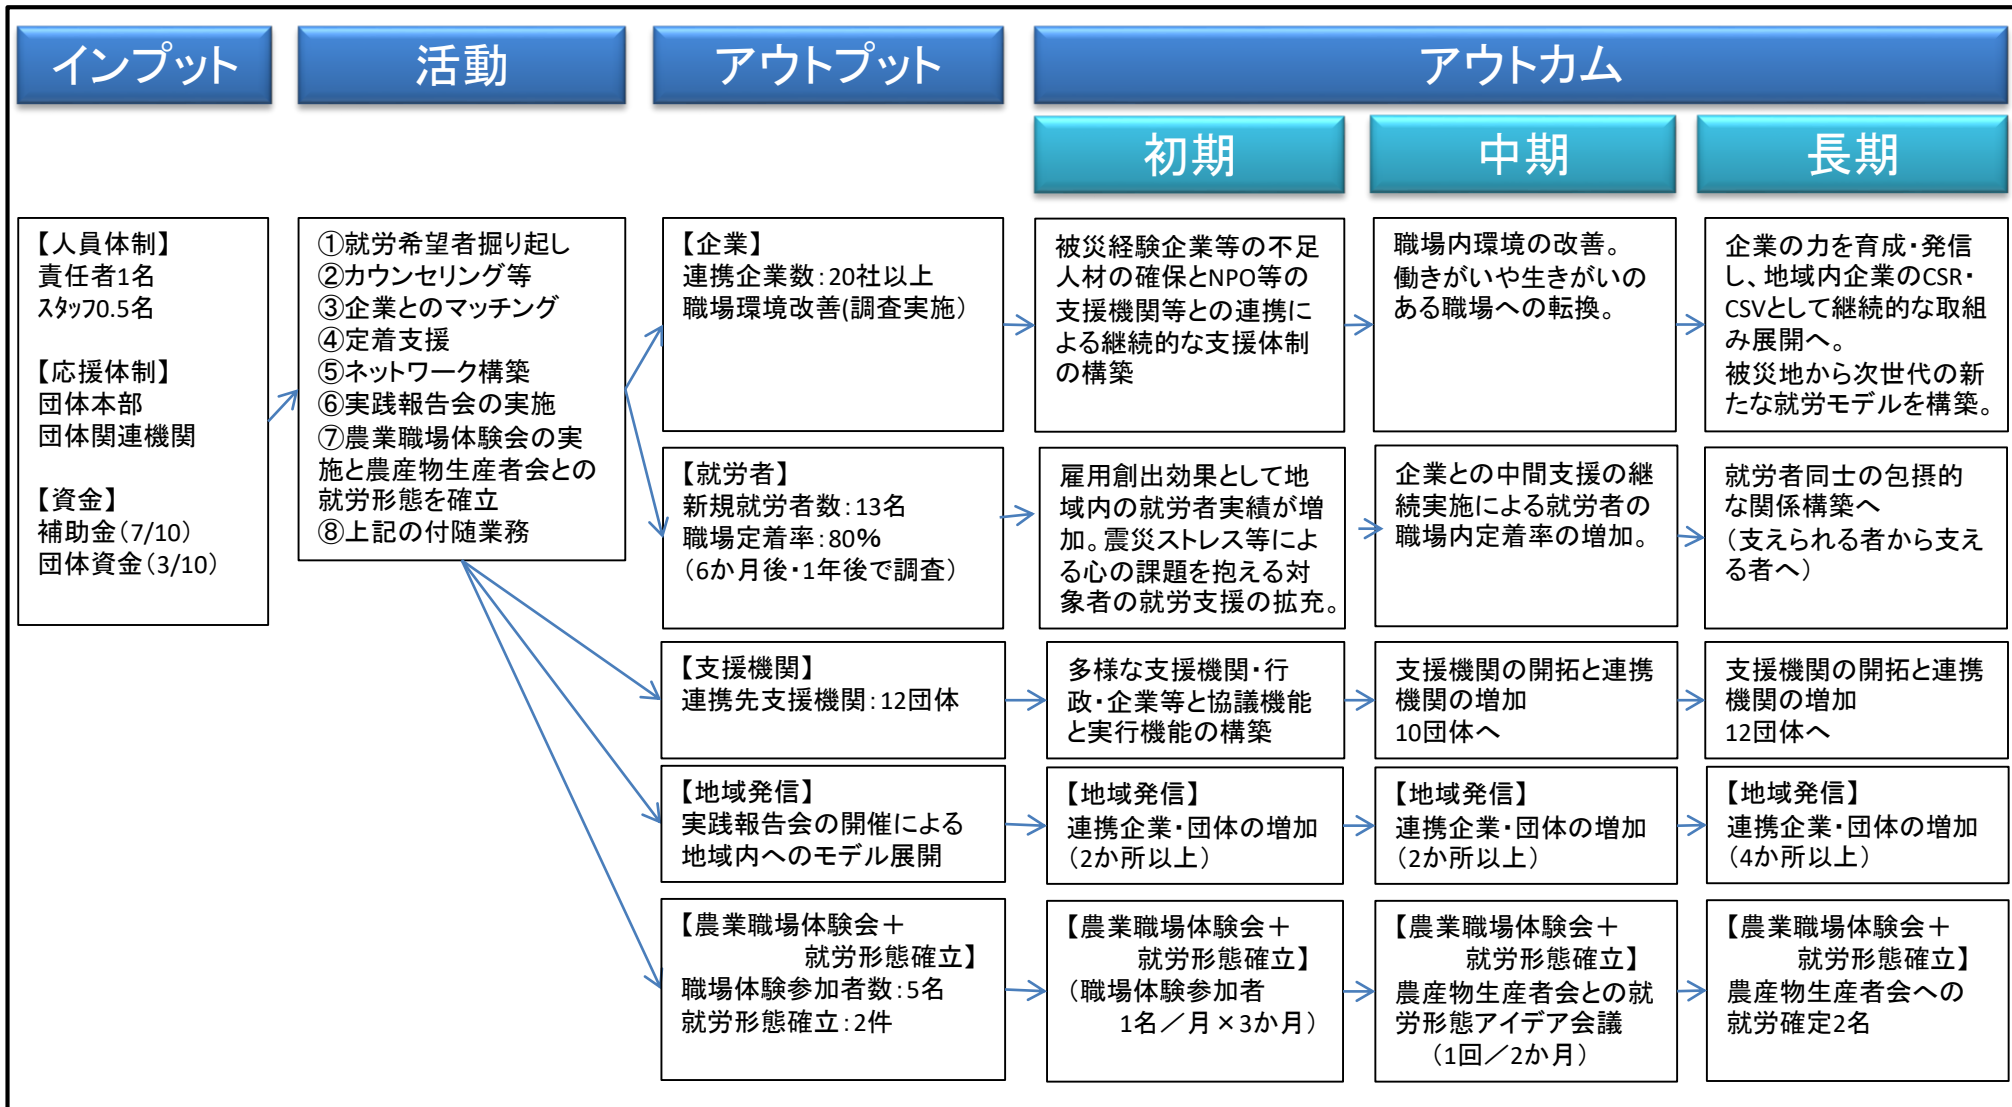 インプット
活動
アウトプット
アウトカム
初期
中期
長期
【人員体制】
責任者1名
スタッフ0.5名
【応援体制】
団体本部
団体関連機関
【資金】
補助金（7/10）
団体資金（3/10）
①就労希望者掘り起し
②カウンセリング等
③企業とのマッチング
④定着支援
⑤ネットワーク構築
⑥実践報告会の実施
⑦農業職場体験会の実
施と農産物生産者会との
就労形態を確立
⑧上記の付随業務
【企業】
連携企業数：20社以上
職場環境改善(調査実施）
被災経験企業等の不足
人材の確保とNPO等の
支援機関等との連携に
よる継続的な支援体制
の構築
職場内環境の改善。
働きがいや生きがいの
ある職場への転換。
企業の力を育成・発信
し、地域内企業のCSR・
CSVとして継続的な取組
み展開へ。
被災地から次世代の新
たな就労モデルを構築。
【就労者】
新規就労者数：13名
職場定着率：80%
（6か月後・1年後で調査）
雇用創出効果として地
域内の就労者実績が増
加。震災ストレス等によ
る心の課題を抱える対
象者の就労支援の拡充。
企業との中間支援の継
続実施による就労者の
職場内定着率の増加。
就労者同士の包摂的
な関係構築へ
（支えられる者から支え
る者へ）
【支援機関】
連携先支援機関：12団体
多様な支援機関・行
政・企業等と協議機能
と実行機能の構築
支援機関の開拓と連携
機関の増加
10団体へ
支援機関の開拓と連携
機関の増加
12団体へ
【地域発信】
実践報告会の開催による
地域内へのモデル展開
【地域発信】
連携企業・団体の増加
（2か所以上）
【地域発信】
連携企業・団体の増加
（2か所以上）
【地域発信】
連携企業・団体の増加
（4か所以上）
【農業職場体験会＋
就労形態確立】
職場体験参加者数：5名
就労形態確立：2件
【農業職場体験会＋
就労形態確立】
（職場体験参加者
1名／月×3か月）
【農業職場体験会＋
就労形態確立】
農産物生産者会との就
労形態アイデア会議
（1回／2か月）
【農業職場体験会＋
就労形態確立】
農産物生産者会への
就労確定2名